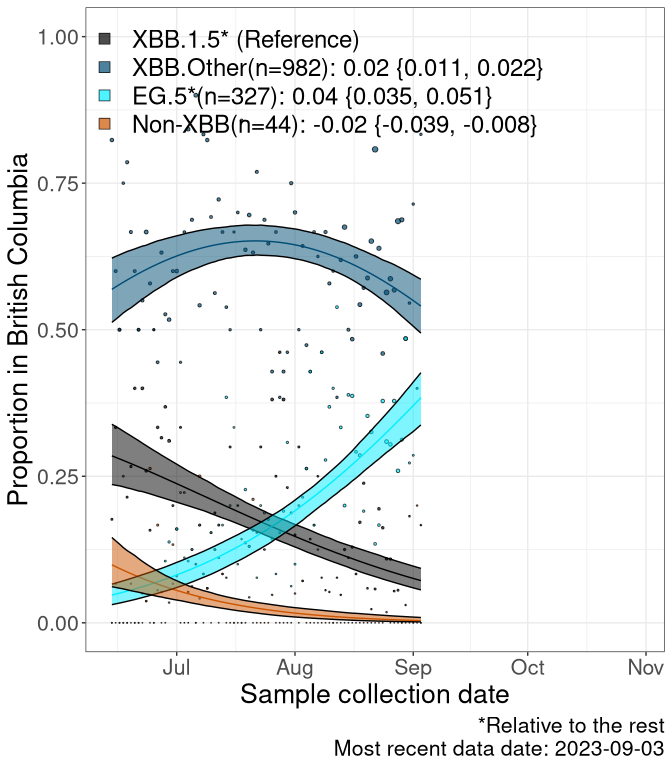 XBB.1.5* (Reference)
XBB.Other(n=982): 0.02 {0.011, 0.022}
EG.5*(n=327): 0.04 {0.035, 0.051}
Non-XBB(n=44): -0.02 {-0.039, -0.008}
1.00
0.75
0.50
0.25
0.00
Proportion in British Columbia
Jul Aug Sep Oct Nov
Sample collection date
*Relative to the rest
Most recent data date: 2023-09-03